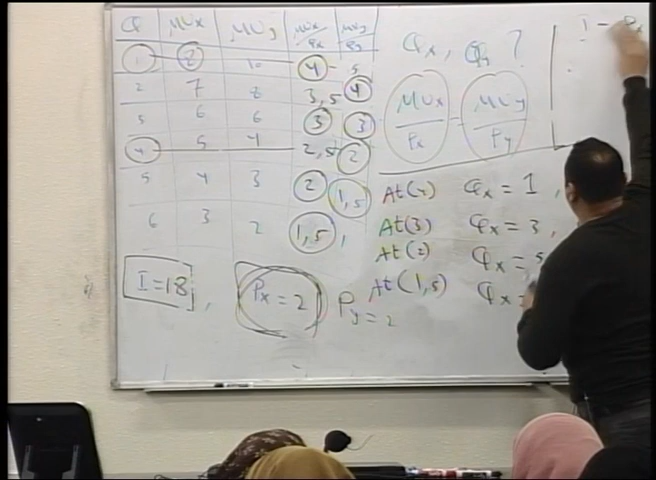 Q MUx MUy MUx/Px MUy/Py
1 8 10 4 5
2 7 8 3,5 4
3 6 6 3 3
4 5 4 2,5 2
5 4 3 2 1,5
6 3 2 1,5
I=18, Px=2 Py=2
Qx, Qy ?
MUx/Px = MUy/Py
At(4) Qx=1,
At(3) Qx=3,
At(2) Qx=5
At(1,5) Qx=
I = Px